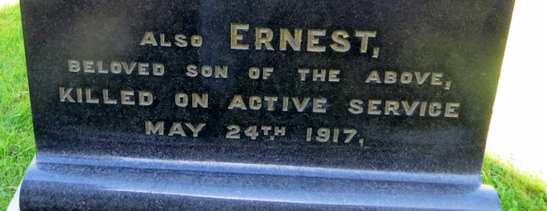 ALSO ERNEST,
BELOVED SON OF THE ABOVE,
KILLED ON ACTIVE SERVICE
MAY 24TH 1917,